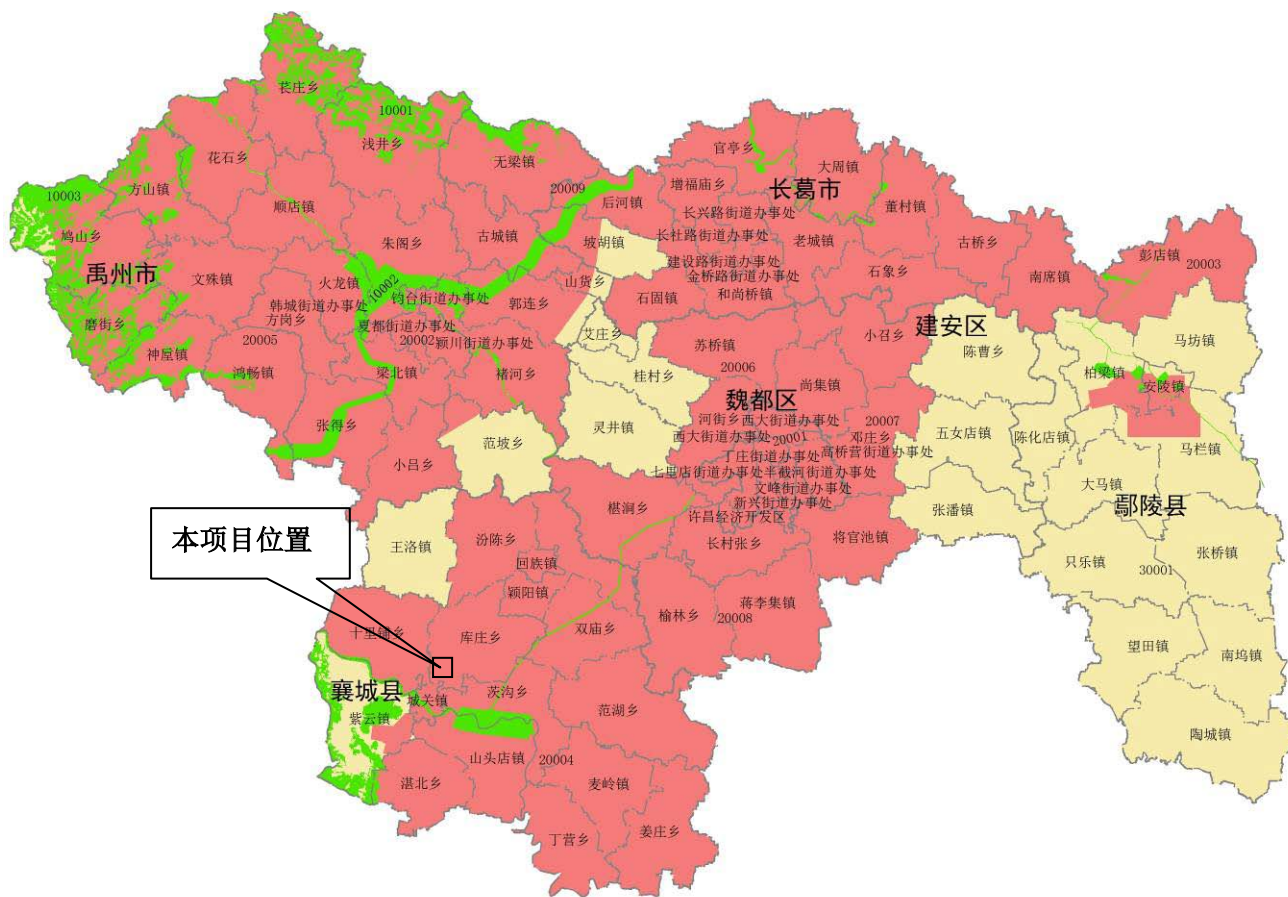 苌庄乡
10001
浅井乡
花石乡
无梁镇
方山镇
10003
顺店镇
20009
后河镇
鸠山乡
朱阁乡
古城镇
坡胡镇
禹州市
文殊镇
火龙镇
10002
山货乡
韩城街道办事处
钧台街道办事处
郭连乡
方岗乡
磨街乡
夏都街道办事处
20005
20002
颍川街道办事处
艾庄乡
神垕镇
鸿畅镇
梁北镇
褚河乡
桂村乡
张得乡
范坡乡
灵井镇
小吕乡
官亭乡
大周镇
增福庙乡
长葛市
董村镇
长兴路街道办事处
长社路街道办事处
老城镇
古桥乡
建设路街道办事处
金桥路街道办事处
石象乡
南席镇
石固镇
和尚桥镇
彭店镇
20003
建安区
小召乡
陈曹乡
马坊镇
苏桥镇
20006
尚集镇
柏梁镇
安陵镇
魏都区
河街乡
西大街道办事处
20007
五女店镇
陈化店镇
西大街道办事处
20001
邓庄乡
马栏镇
丁庄街道办事处
高桥营街道办事处
七里店街道办事处
半截河街道办事处
大马镇
文峰街道办事处
鄢陵县
新兴街道办事处
张潘镇
椹涧乡
许昌经济开发区
长村张乡
将官池镇
只乐镇
张桥镇
30001
本项目位置
王洛镇
汾陈乡
回族镇
颍阳镇
榆林乡
蒋李集镇
20008
十里铺乡
库庄乡
双庙乡
望田镇
南坞镇
襄城县
城关镇
茨沟乡
紫云镇
范湖乡
陶城镇
山头店镇
20004
湛北乡
麦岭镇
丁营乡
姜庄乡